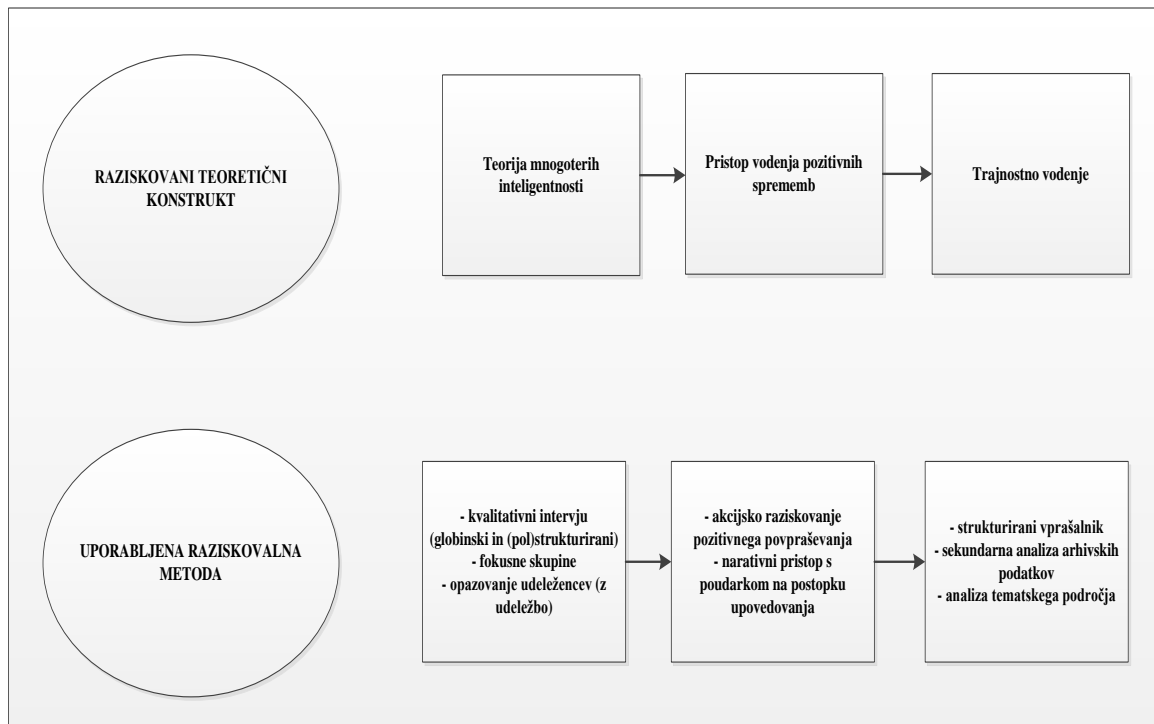 RAZISKOVANI TEORETIČNI
KONSTRUKT
Teorija mnogoterih
inteligentnosti
Pristop vodenja pozitivnih
sprememb
Trajnostno vodenje
UPORABLJENA RAZISKOVALNA
METODA
- kvalitativni intervju
(globinski in (pol)strukturirani)
- fokusne skupine
- opazovanje udeležencev (z
udeležbo)
- akcijsko raziskovanje
pozitivnega povpraševanja
- narativni pristop s
poudarkom na postopku
upovedovanja
- strukturirani vprašalnik
- sekundarna analiza arhivskih
podatkov
- analiza tematskega področja